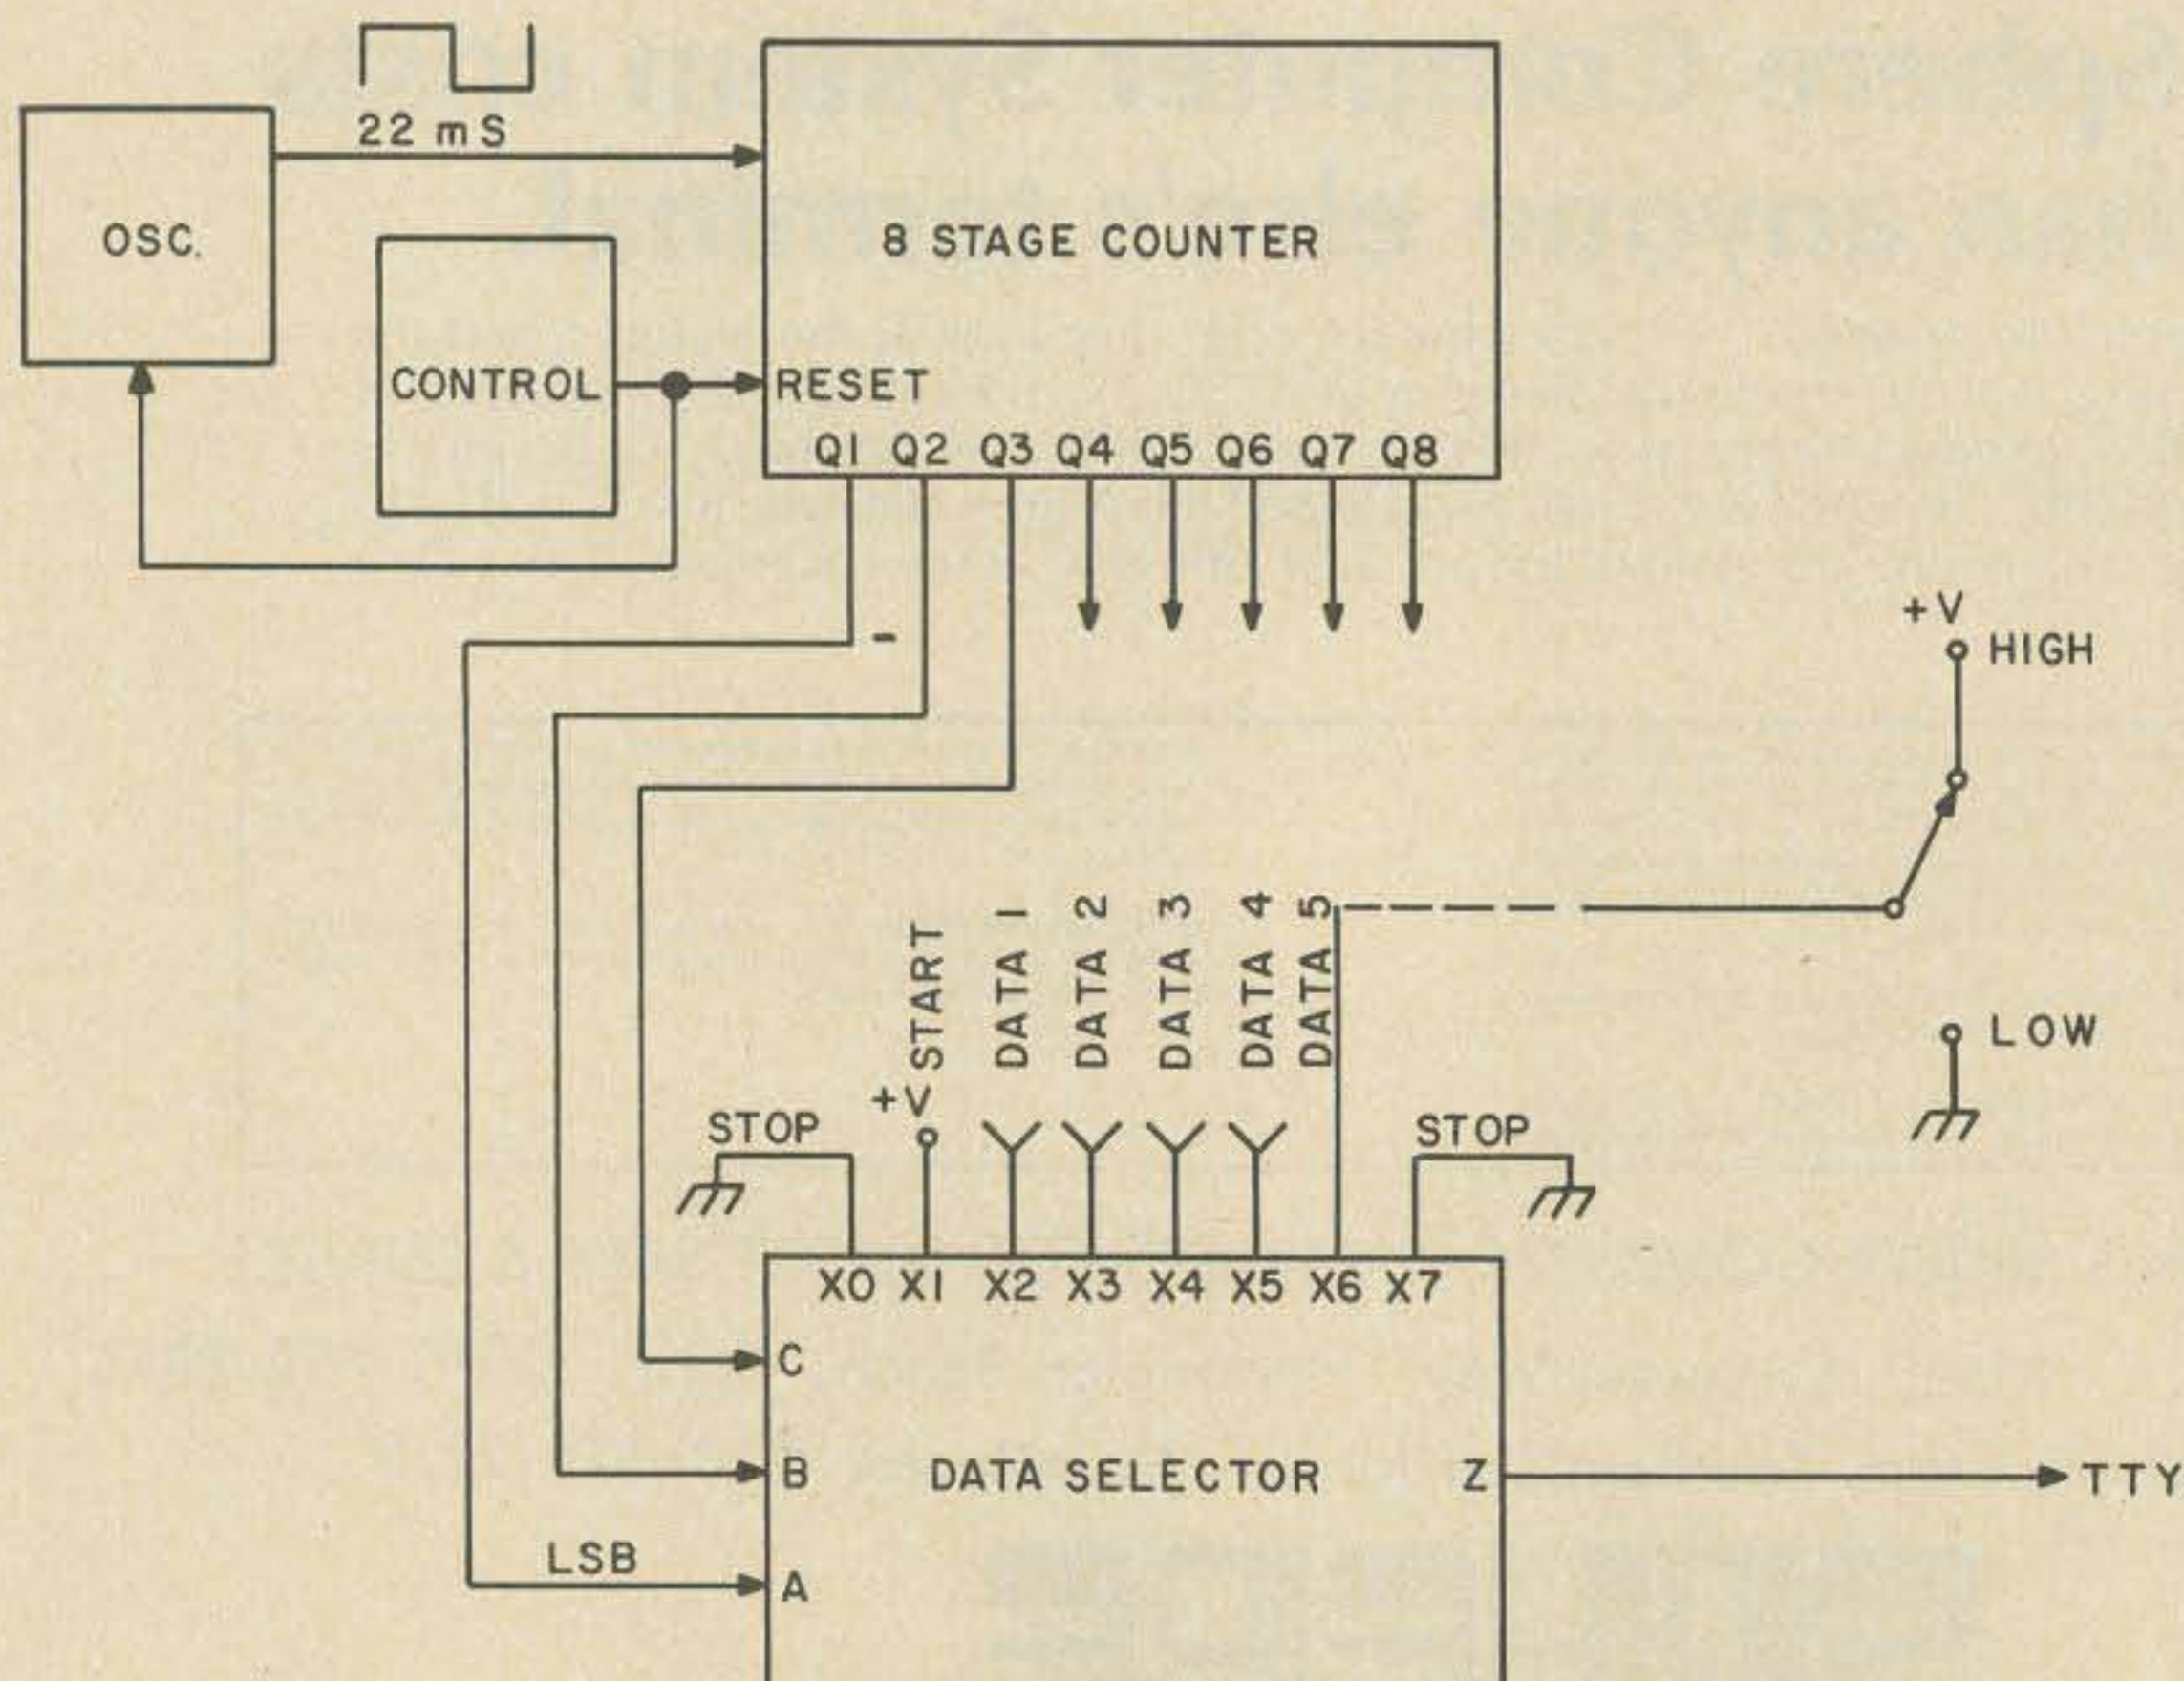 22 mS
OSC.
8 STAGE COUNTER
CONTROL
RESET
Q1 Q2 Q3 Q4 Q5 Q6 Q7 Q8
+V
HIGH
LOW
START
DATA 1
DATA 2
DATA 3
DATA 4
DATA 5
+V
STOP
STOP
X0 X1 X2 X3 X4 X5 X6 X7
C
B
DATA SELECTOR
Z
TTY
LSB
A